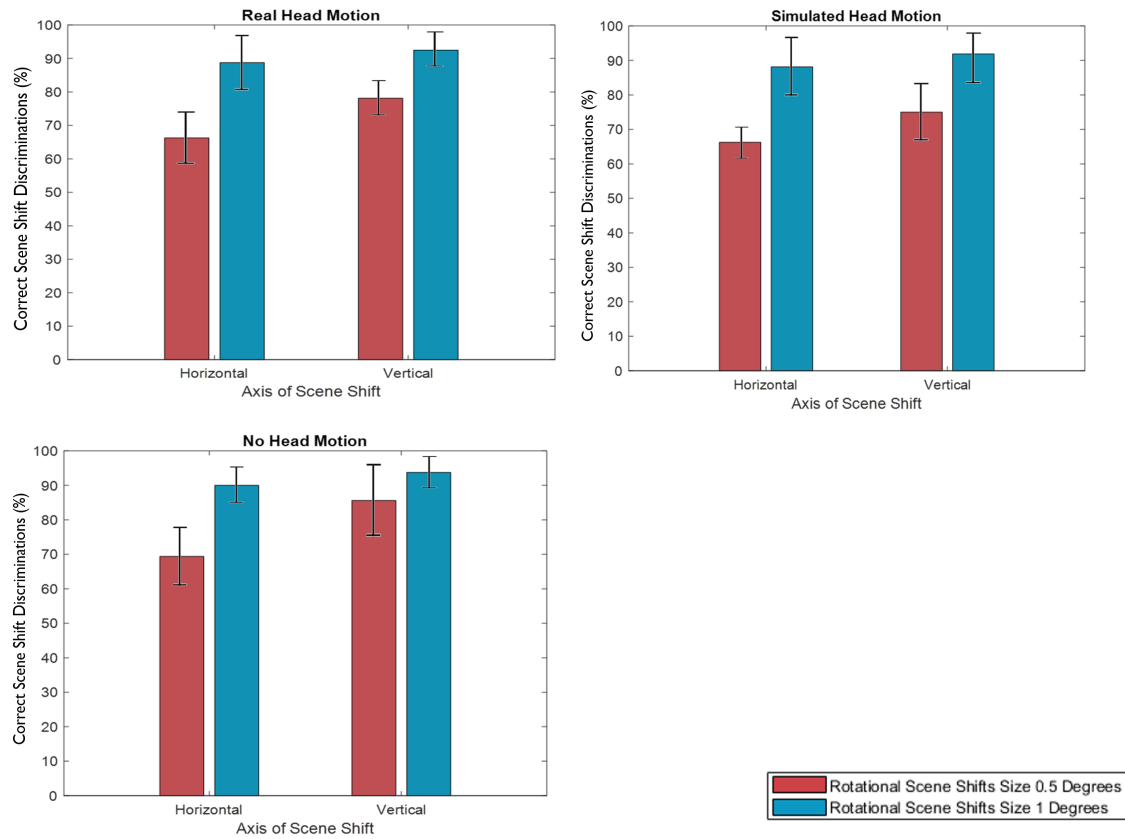 Real Head Motion
Correct Scene Shift Discriminations (%)
100
90
80
70
60
50
40
30
20
10
0
Horizontal
Vertical
Axis of Scene Shift
Simulated Head Motion
Correct Scene Shift Discriminations (%)
100
90
80
70
60
50
40
30
20
10
0
Horizontal
Vertical
Axis of Scene Shift
No Head Motion
Correct Scene Shift Discriminations (%)
100
90
80
70
60
50
40
30
20
10
0
Horizontal
Vertical
Axis of Scene Shift
Rotational Scene Shifts Size 0.5 Degrees
Rotational Scene Shifts Size 1 Degrees